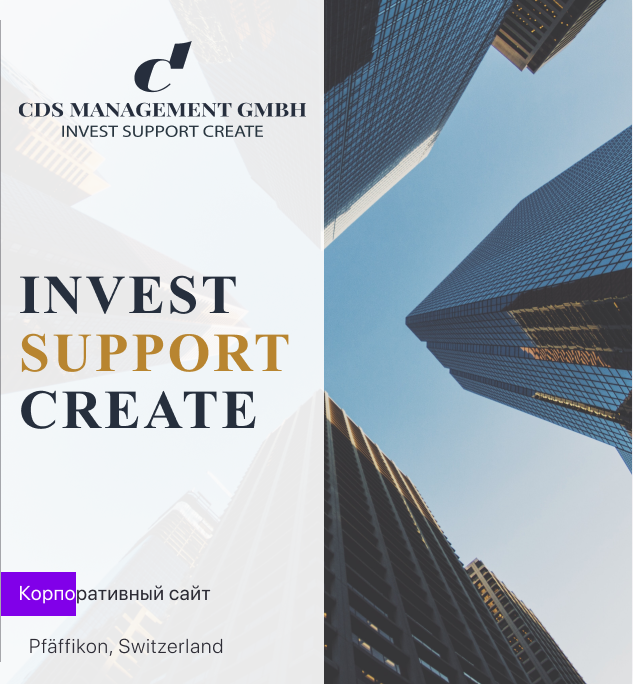 CDS MANAGEMENT GMBH
INVEST SUPPORT CREATE
INVEST
SUPPORT
CREATE
Корпоративный сайт
Pfäffikon, Switzerland